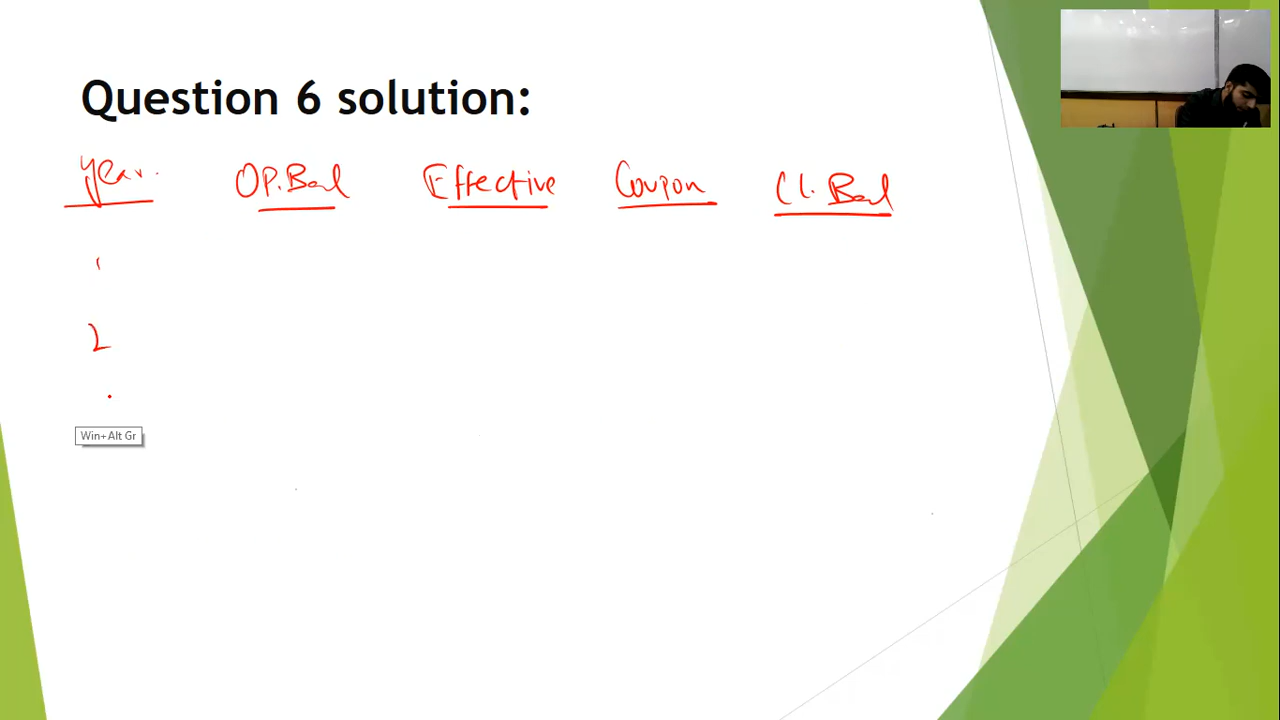 Question 6 solution:
Year. OP.Bal Effective Coupon Cl. Bal
1
2
Win+Alt Gr